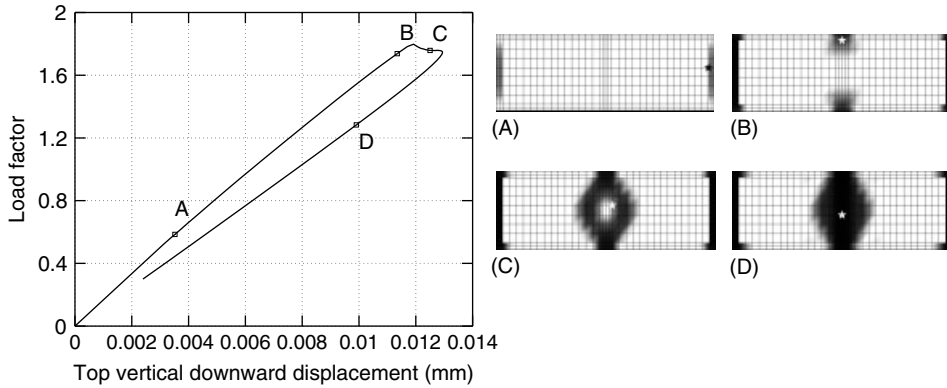 2
1.6
1.2
0.8
0.4
0
Load factor
A
B
C
D
0 0.002 0.004 0.006 0.008 0.01 0.012 0.014
Top vertical downward displacement (mm)
(A)
(B)
(C)
(D)